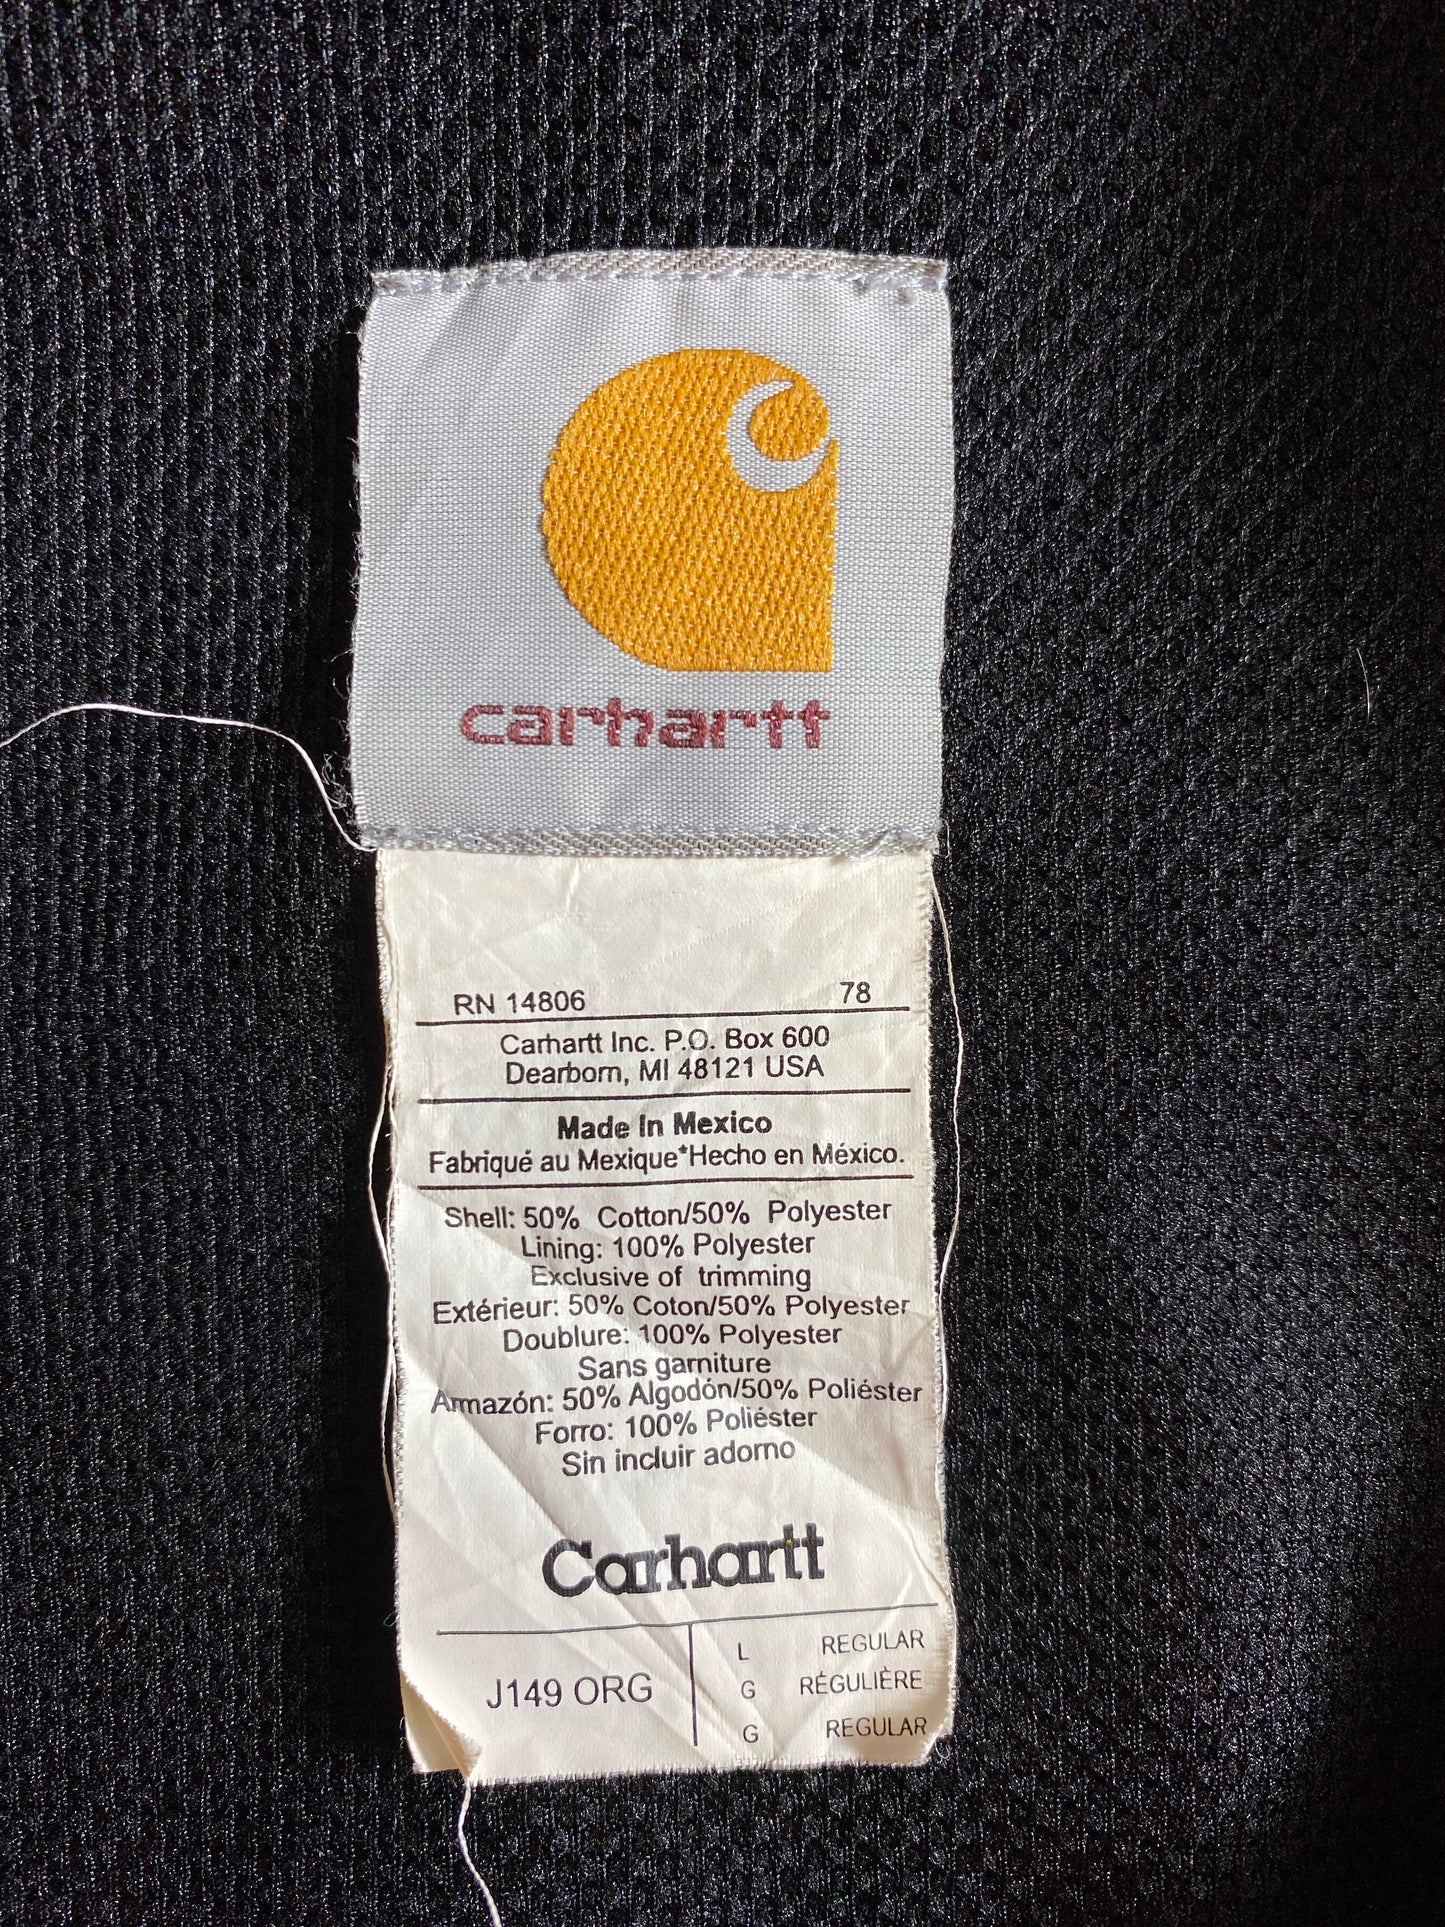 carhartt
RN 14806 78
Carhartt Inc. P.O. Box 600
Dearborn, MI 48121 USA
Made In Mexico
Fabriqué au Mexique*Hecho en México.
Shell: 50% Cotton/50% Polyester
Lining: 100% Polyester
Exclusive of trimming
Extérieur: 50% Coton/50% Polyester
Doublure: 100% Polyester
Sans garniture
Armazón: 50% Algodón/50% Poliéster
Forro: 100% Poliéster
Sin incluir adorno
Carhartt
J149 ORG
L REGULAR
G RÉGULIÈRE
G REGULAR